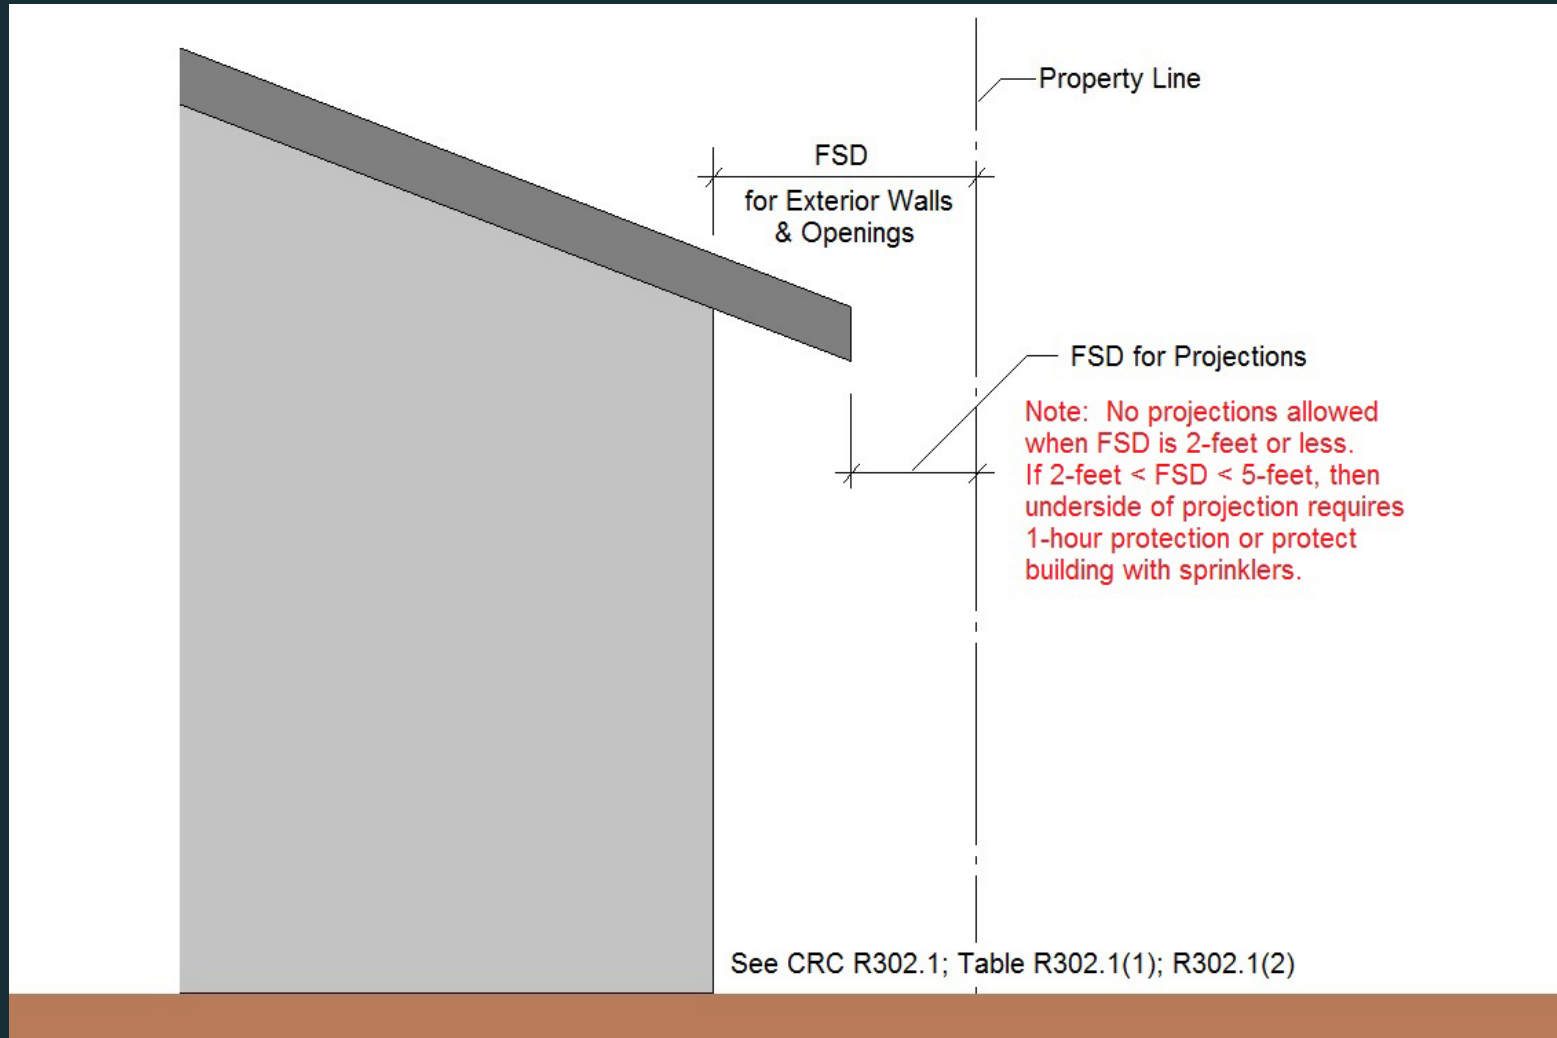 Property Line
FSD
for Exterior Walls
& Openings
FSD for Projections
Note: No projections allowed
when FSD is 2-feet or less.
If 2-feet < FSD < 5-feet, then
underside of projection requires
1-hour protection or protect
building with sprinklers.
See CRC R302.1; Table R302.1(1); R302.1(2)